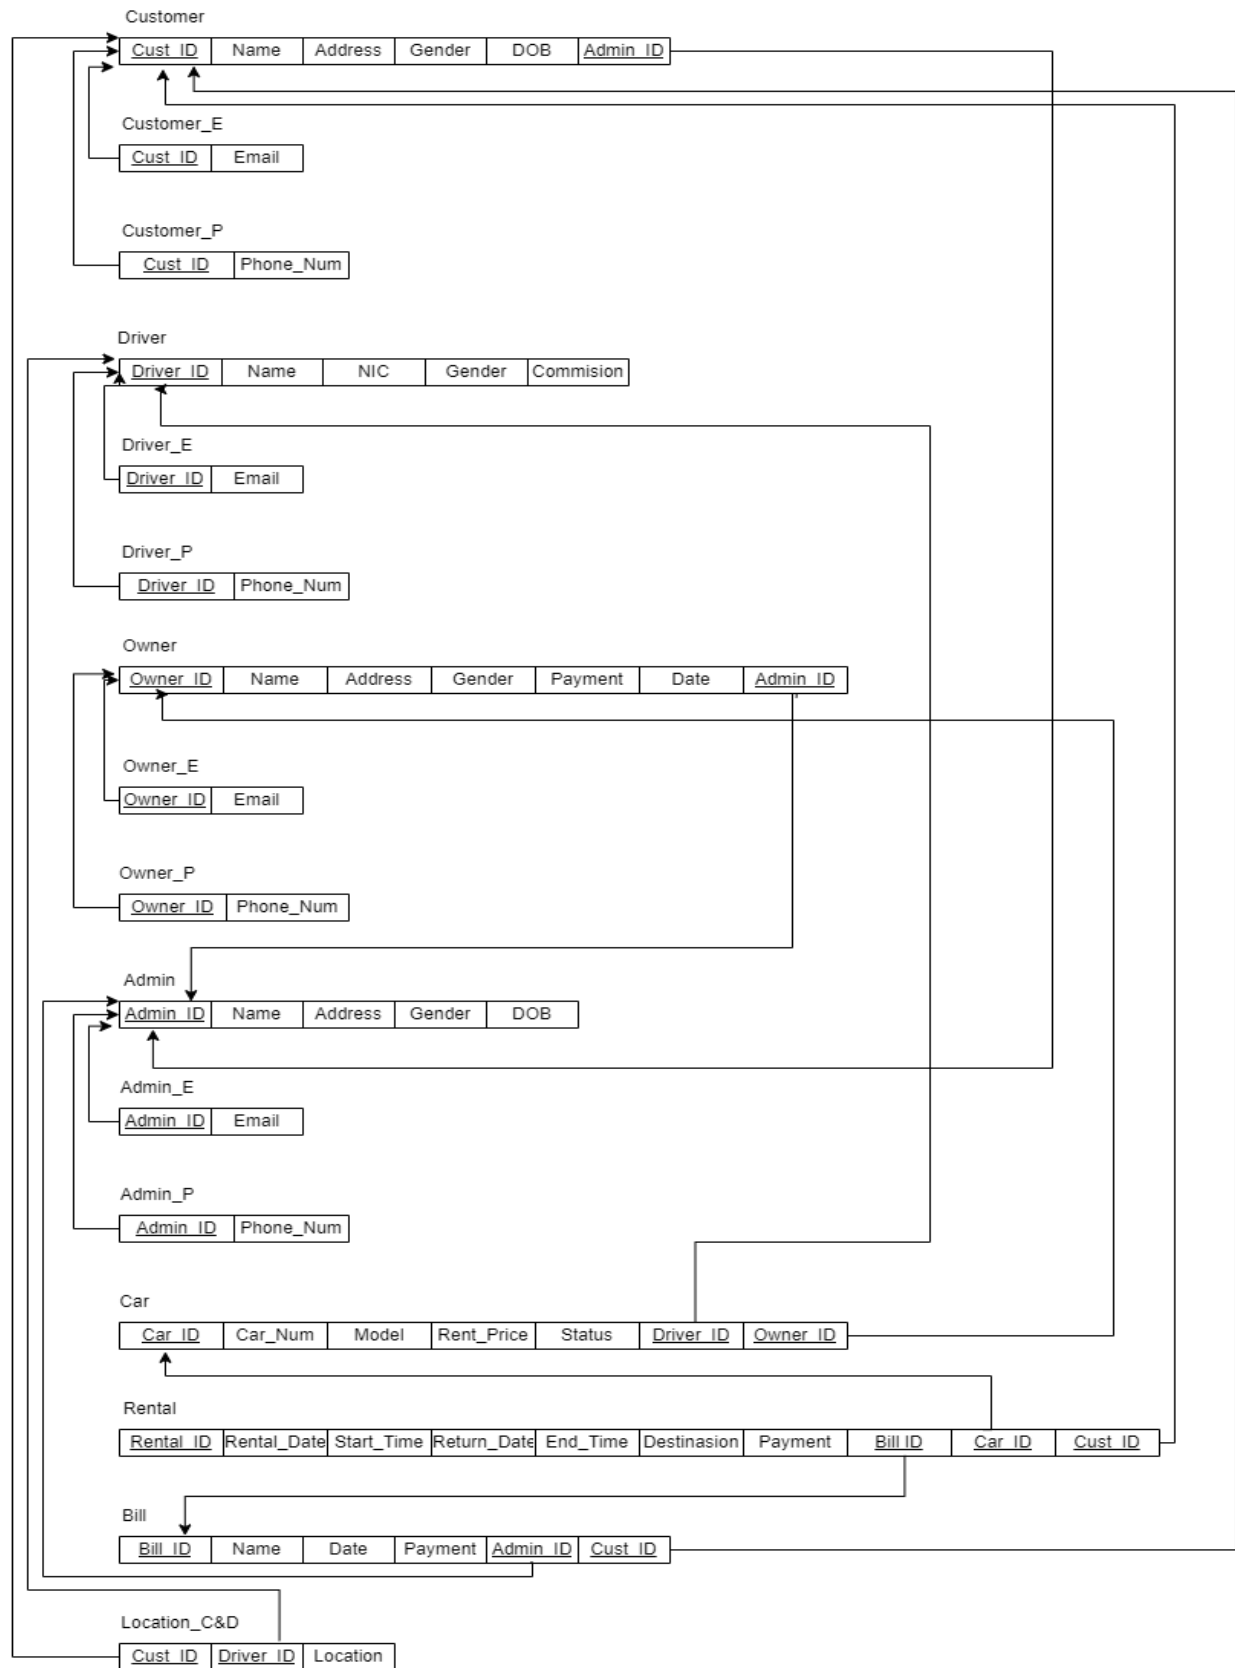 Customer
Cust_ID Name Address Gender DOB Admin_ID
Customer_E
Cust_ID Email
Customer_P
Cust_ID Phone_Num
Driver
Driver_ID Name NIC Gender Commision
Driver_E
Driver_ID Email
Driver_P
Driver_ID Phone_Num
Owner
Owner_ID Name Address Gender Payment Date Admin_ID
Owner_E
Owner_ID Email
Owner_P
Owner_ID Phone_Num
Admin
Admin_ID Name Address Gender DOB
Admin_E
Admin_ID Email
Admin_P
Admin_ID Phone_Num
Car
Car_ID Car_Num Model Rent_Price Status Driver_ID Owner_ID
Rental
Rental_ID Rental_Date Start_Time Return_Date End_Time Destinasion Payment Bill ID Car_ID Cust_ID
Bill
Bill_ID Name Date Payment Admin_ID Cust_ID
Location_C&D
Cust_ID Driver_ID Location